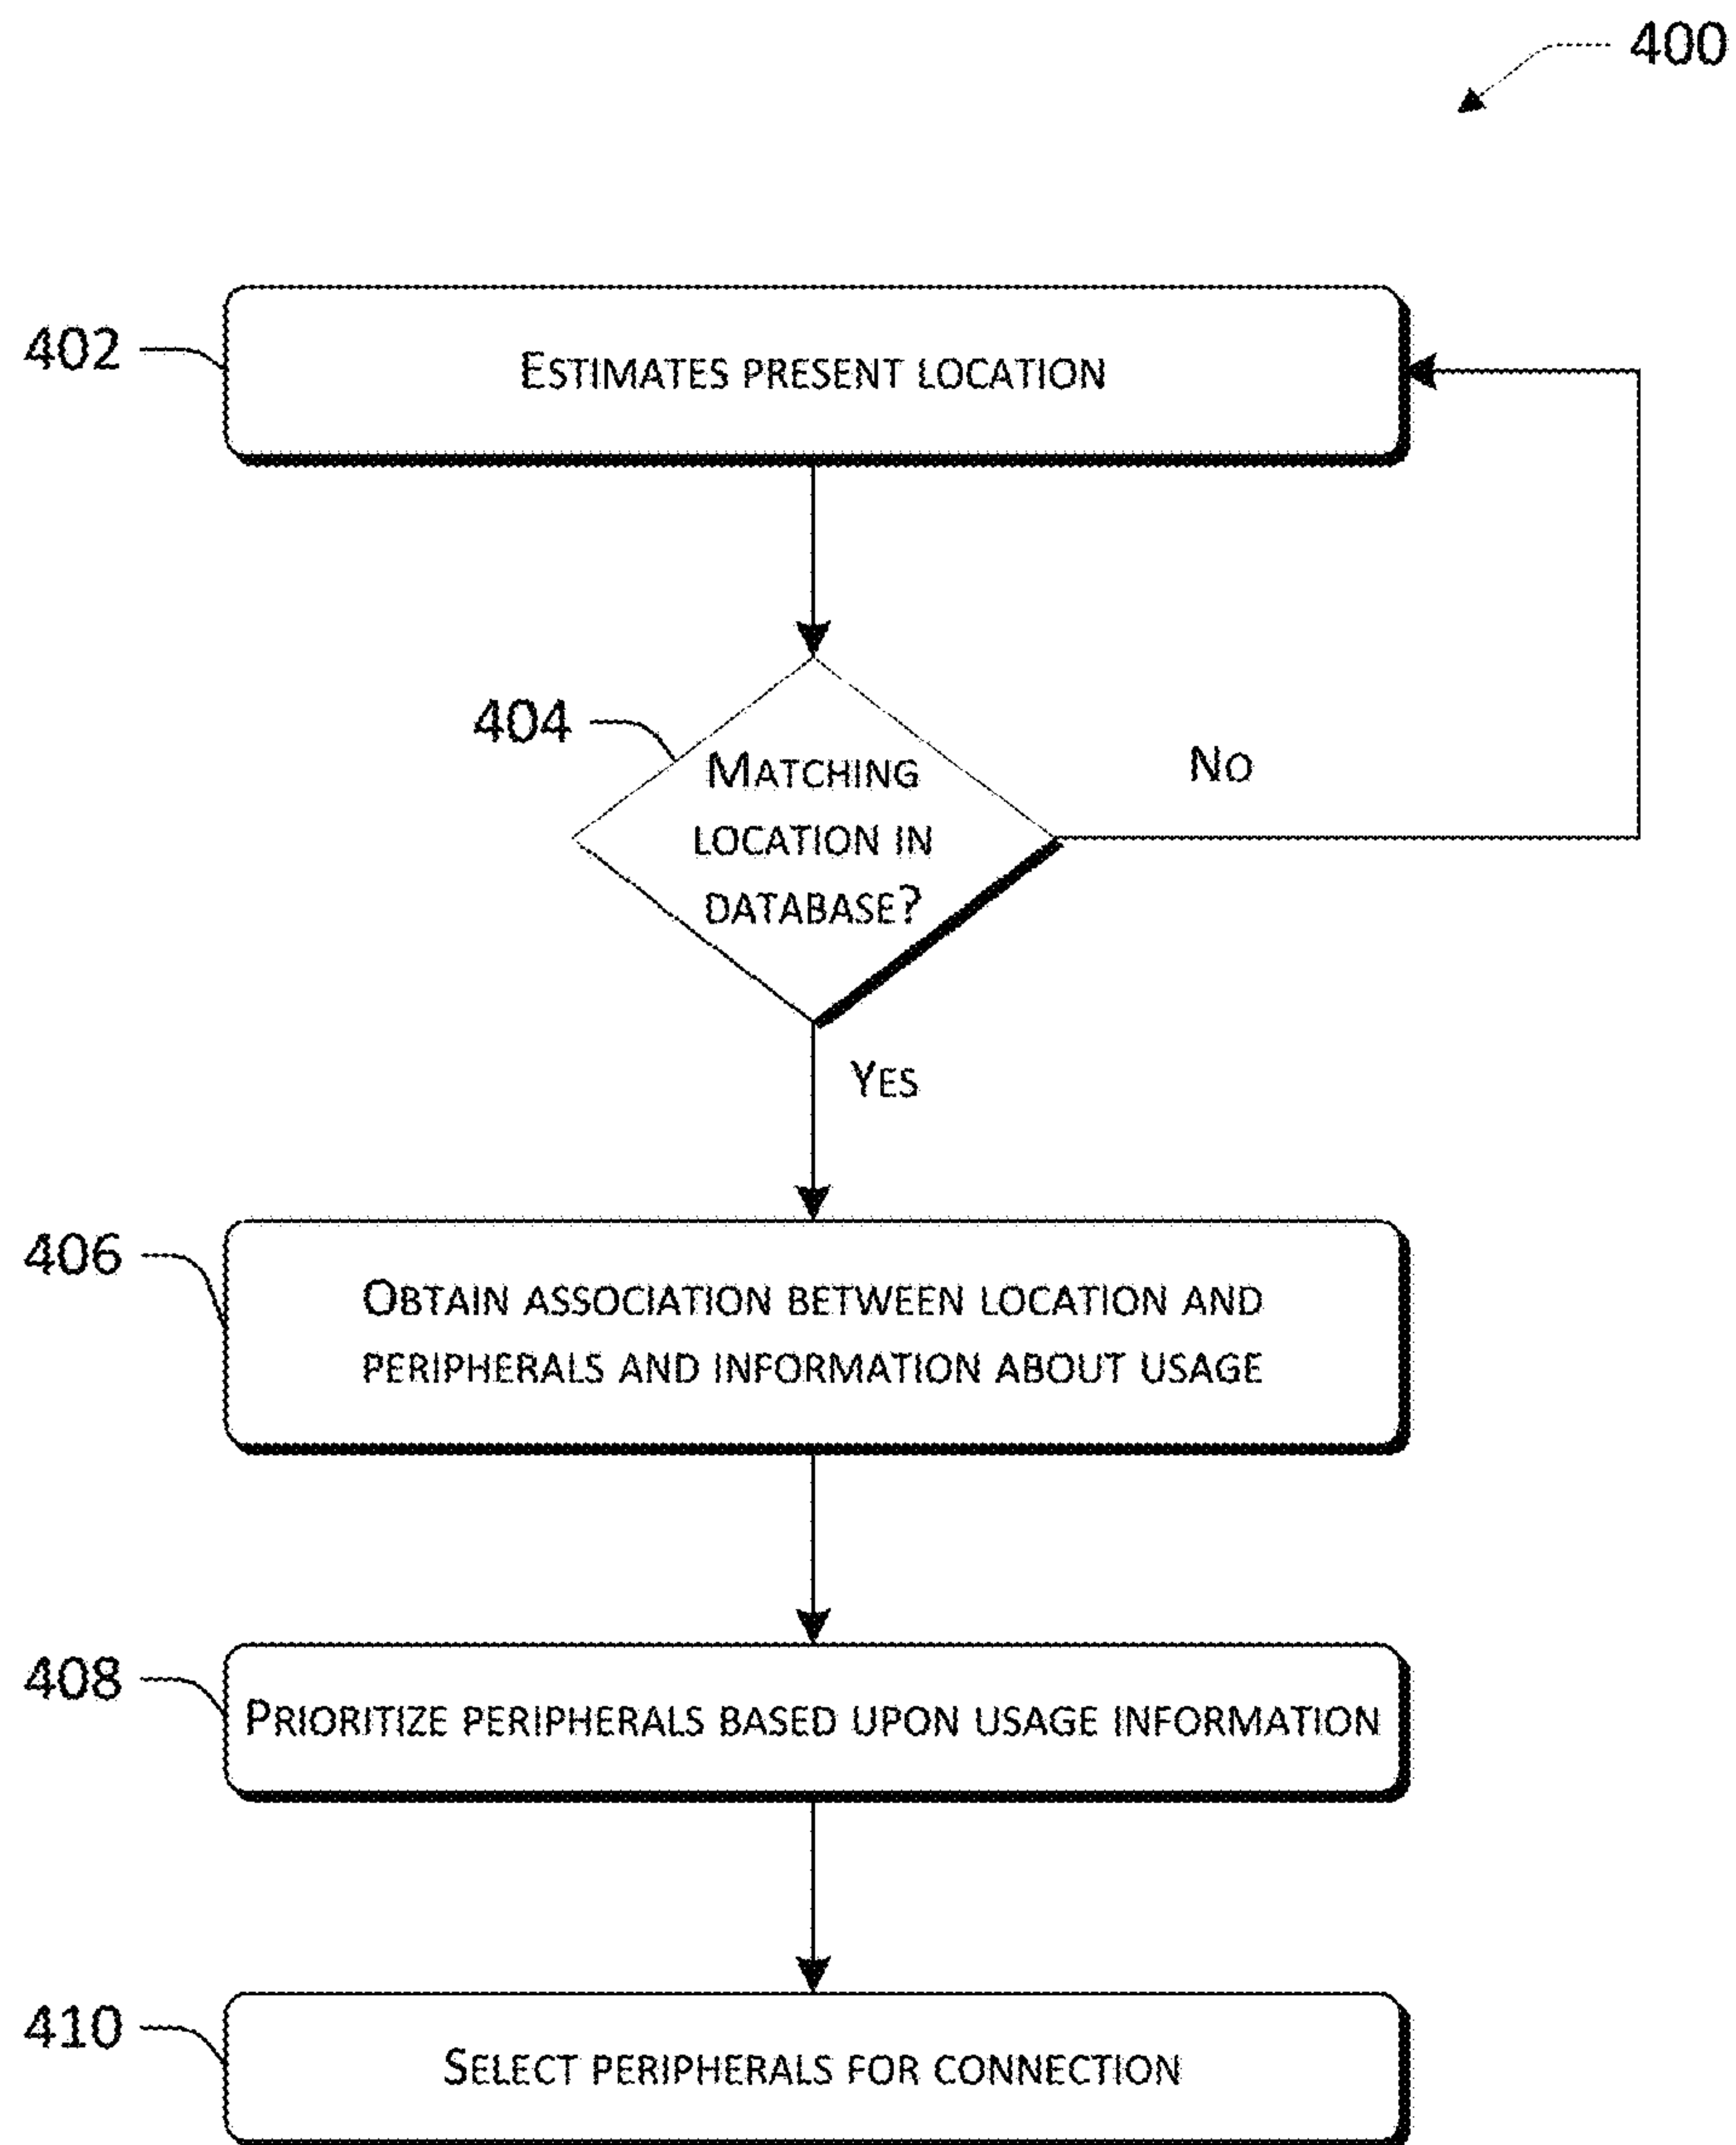 400
402
ESTIMATES PRESENT LOCATION
404
MATCHING
LOCATION IN
DATABASE?
NO
YES
406
OBTAIN ASSOCIATION BETWEEN LOCATION AND
PERIPHERALS AND INFORMATION ABOUT USAGE
408
PRIORITIZE PERIPHERALS BASED UPON USAGE INFORMATION
410
SELECT PERIPHERALS FOR CONNECTION